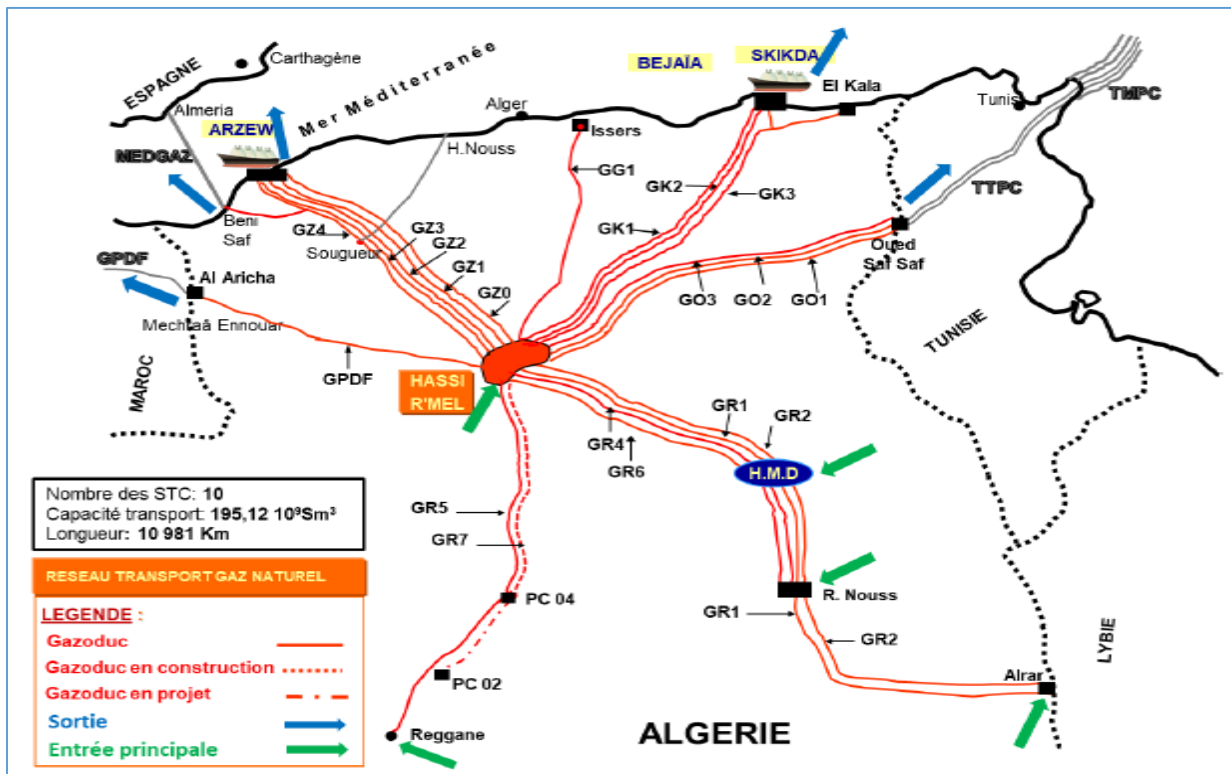 Carthagène
ESPAGNE
Almeria
Mer Méditerranée
ARZEW
MEDGAZ
Beni
Saf
Alger
H.Nouss
Issers
BEJAÏA
SKIKDA
El Kala
Tunis
TMPC
TTPC
Oued
Saf Saf
GG1
GK2
GK3
GK1
GZ4
GZ3
GZ2
GZ1
GZ0
Sougueur
GO3
GO2
GO1
GPDF
Al Aricha
Mechtaâ Ennouar
MAROC
GPDF
HASSI
R'MEL
TUNISIE
GR1
GR2
GR4
GR6
H.M.D
Nombre des STC: 10
Capacité transport: 195,12 10⁹Sm³
Longueur: 10 981 Km
GR5
GR7
R. Nouss
GR1
GR2
PC 04
PC 02
Reggane
Alrar
LYBIE
ALGERIE
RESEAU TRANSPORT GAZ NATUREL
LEGENDE :
Gazoduc
Gazoduc en construction
Gazoduc en projet
Sortie
Entrée principale